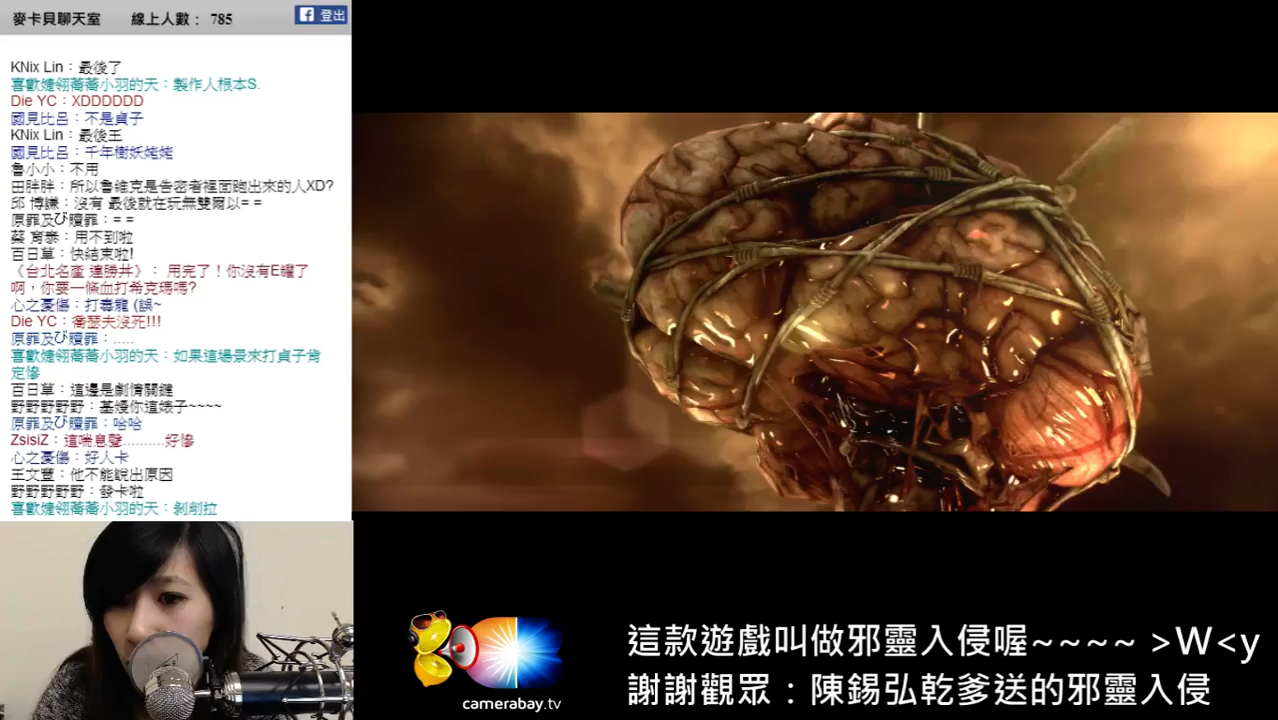 麥卡貝聊天室 線上人數： 785
登出
KNix Lin：最後了
喜歡婕翎蕎蕎小羽的天：製作人根本S.
Die YC：XDDDDDD
國見比呂：不是貞子
KNix Lin：最後王
國見比呂：千年樹妖姥姥
魯小小：不用
田胖胖：所以魯維克是告密者裡面跑出來的人XD?
邱 博謙：沒有 最後就在玩無雙爾以= =
原罪及び贖罪：= =
蔡 育泰：用不到啦
百日草：快結束啦!
《台北名產 連勝丼》： 用完了！你沒有E罐了
啊，你要一條血打希克瑪嗎?
心之憂傷：打毒龍 (誤~
Die YC：喬瑟夫沒死!!!
原罪及び贖罪：.....
喜歡婕翎蕎蕎小羽的天：如果這場景來打貞子肯
定慘
百日草：這邊是劇情關鍵
野野野野野：基嫚你這婊子~~~~
原罪及び贖罪：哈哈
ZsisiZ：這喘息聲..........好慘
心之憂傷：好人卡
王文萱：他不能說出原因
野野野野野：發卡啦
喜歡婕翎蕎蕎小羽的天：剝削拉
camerabay.tv
這款遊戲叫做邪靈入侵喔~~~~ >W<y
謝謝觀眾：陳錫弘乾爹送的邪靈入侵